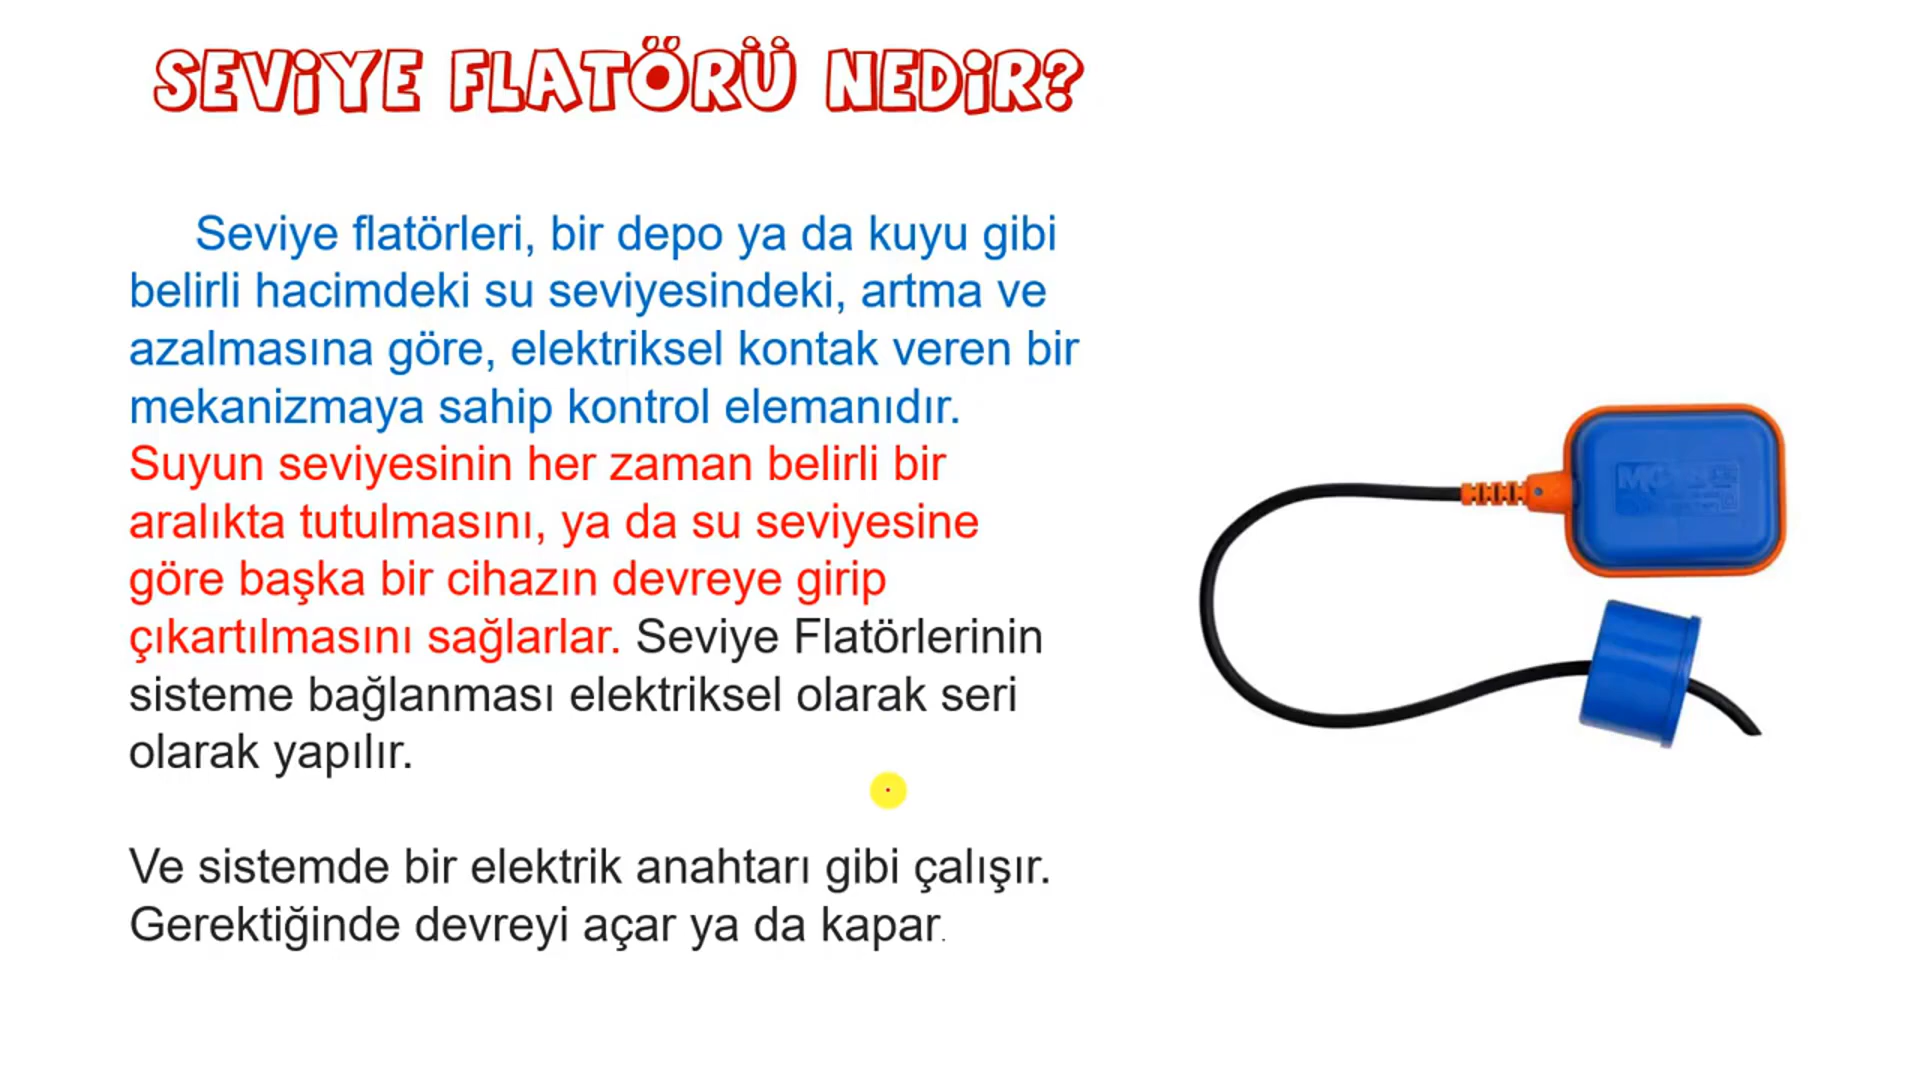 SEVİYE FLATÖRÜ NEDİR?
Seviye flatörleri, bir depo ya da kuyu gibi
belirli hacimdeki su seviyesindeki, artma ve
azalmasına göre, elektriksel kontak veren bir
mekanizmaya sahip kontrol elemanıdır.
Suyun seviyesinin her zaman belirli bir
aralıkta tutulmasını, ya da su seviyesine
göre başka bir cihazın devreye girip
çıkartılmasını sağlarlar. Seviye Flatörlerinin
sisteme bağlanması elektriksel olarak seri
olarak yapılır.
Ve sistemde bir elektrik anahtarı gibi çalışır.
Gerektiğinde devreyi açar ya da kapar.